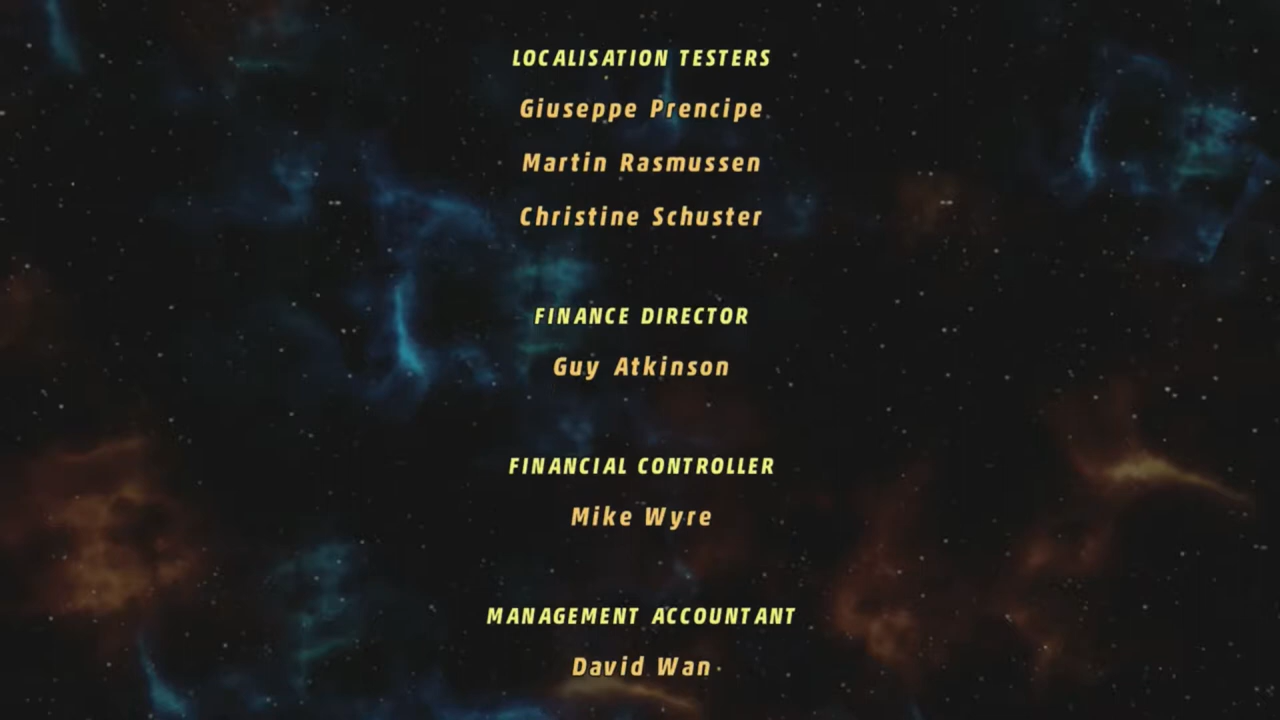 LOCALISATION TESTERS
Giuseppe Prencipe
Martin Rasmussen
Christine Schuster
FINANCE DIRECTOR
Guy Atkinson
FINANCIAL CONTROLLER
Mike Wyre
MANAGEMENT ACCOUNTANT
David Wan